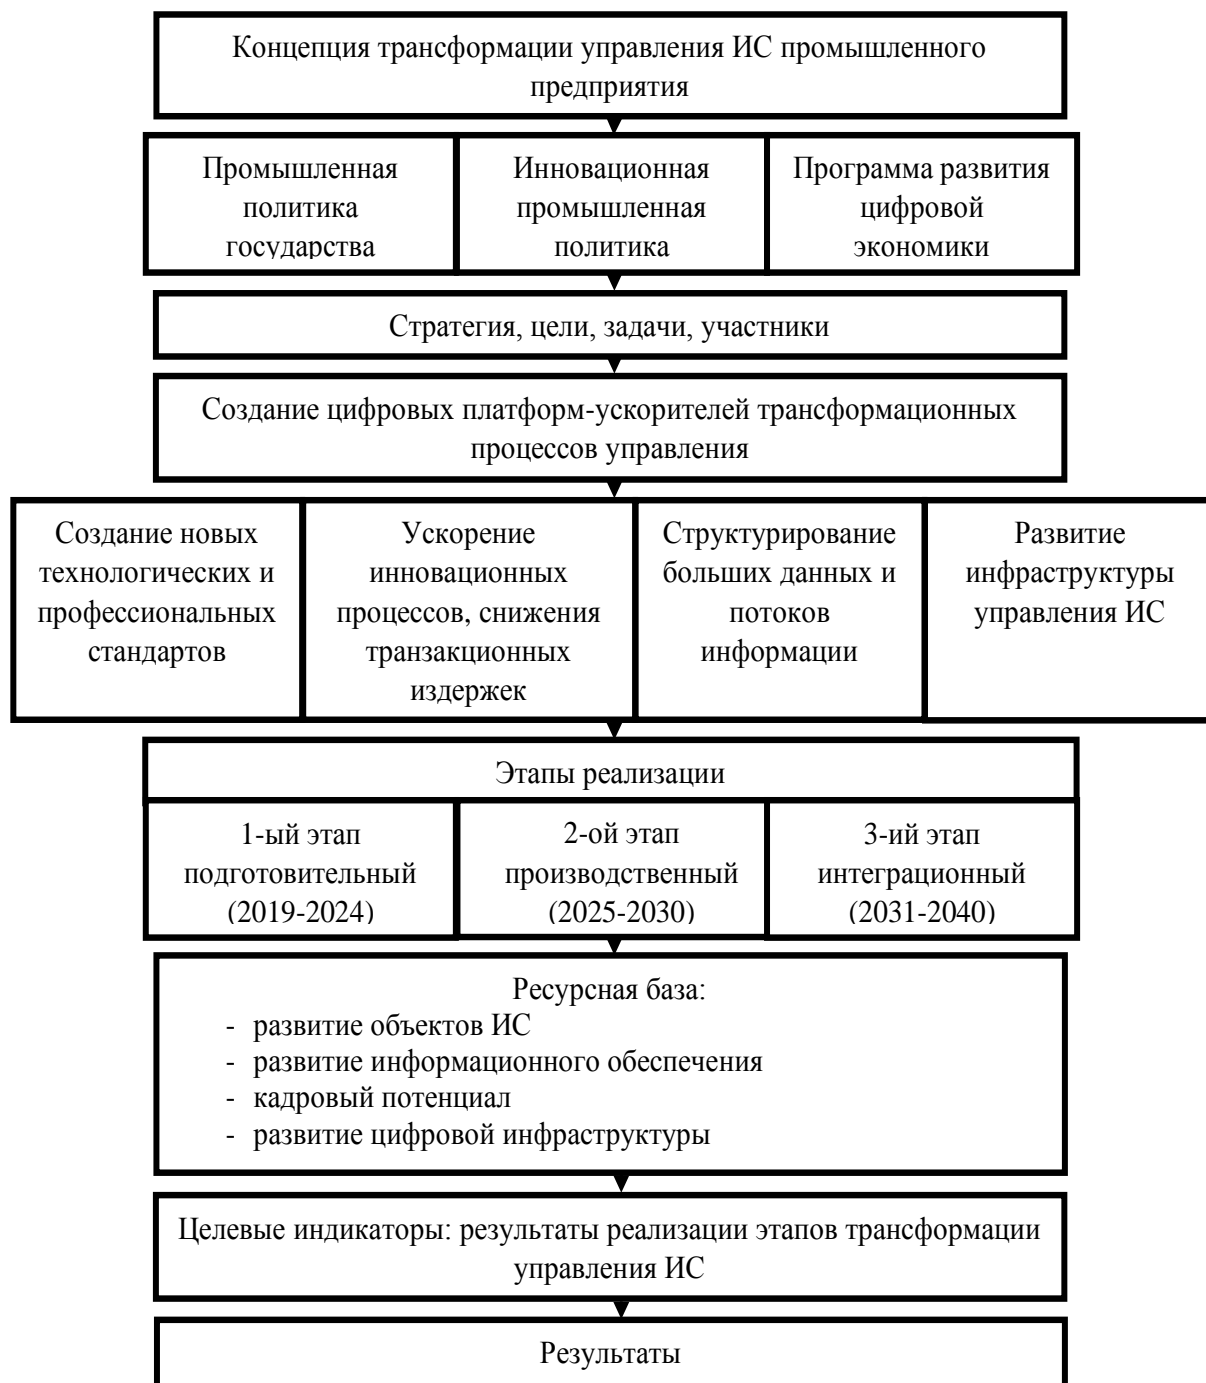 Концепция трансформации управления ИС промышленного
предприятия
Промышленная
политика
государства
Инновационная
промышленная
политика
Программа развития
цифровой
экономики
Стратегия, цели, задачи, участники
Создание цифровых платформ-ускорителей трансформационных
процессов управления
Создание новых
технологических и
профессиональных
стандартов
Ускорение
инновационных
процессов, снижения
транзакционных
издержек
Структурирование
больших данных и
потоков
информации
Развитие
инфраструктуры
управления ИС
Этапы реализации
1-ый этап
подготовительный
(2019-2024)
2-ой этап
производственный
(2025-2030)
3-ий этап
интеграционный
(2031-2040)
Ресурсная база:
- развитие объектов ИС
- развитие информационного обеспечения
- кадровый потенциал
- развитие цифровой инфраструктуры
Целевые индикаторы: результаты реализации этапов трансформации
управления ИС
Результаты